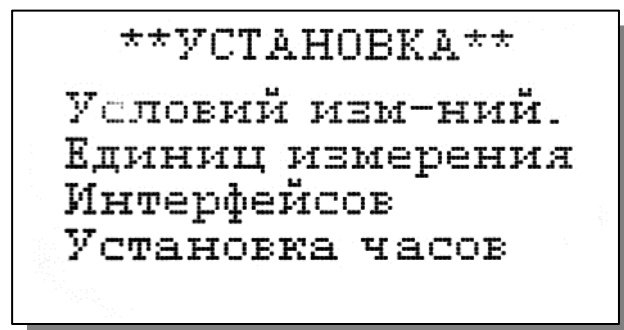 **УСТАНОВКА**
Условий изм-ний.
Единиц измерения
Интерфейсов
Установка часов